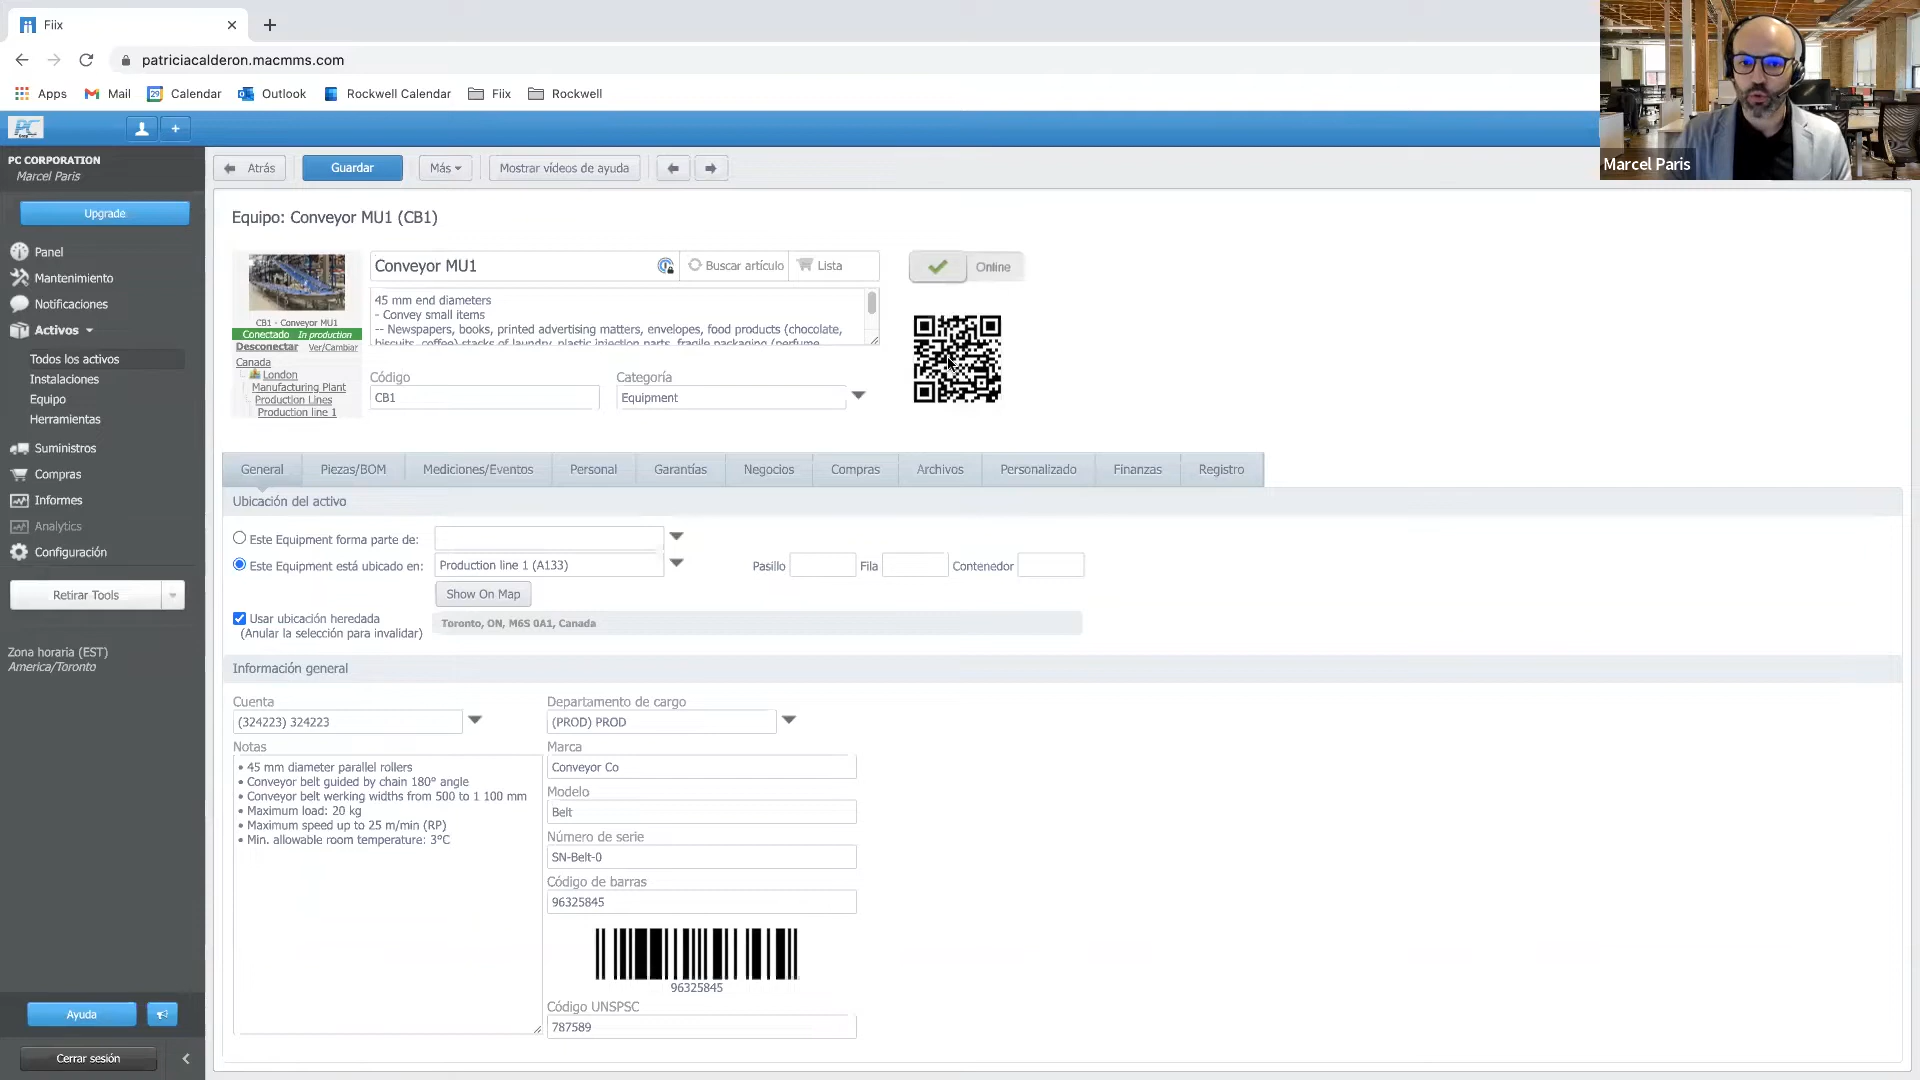 Fiix
patriciacalderon.macmms.com
Apps Mail Calendar Outlook Rockwell Calendar Fiix Rockwell
Marcel Paris
PC
PC CORPORATION
Marcel Paris
Upgrade
Panel
Mantenimiento
Notificaciones
Activos
Todos los activos
Instalaciones
Equipo
Herramientas
Suministros
Compras
Informes
Analytics
Configuración
Retirar Tools
Zona horaria (EST)
America/Toronto
Ayuda
Cerrar sesión
Atrás Guardar Más Mostrar vídeos de ayuda
Equipo: Conveyor MU1 (CB1)
CB1 - Conveyor MU1
Conectado In production
Desconectar Ver/Cambiar
Canada
London
Manufacturing Plant
Production Lines
Production line 1
Conveyor MU1 Buscar artículo Lista
Online
45 mm end diameters
- Convey small items
-- Newspapers, books, printed advertising matters, envelopes, food products (chocolate,
biscuits, coffee) stacks of laundry, plastic injection parts, fragile packaging (perfume,
Código Categoría
CB1 Equipment
General Piezas/BOM Mediciones/Eventos Personal Garantías Negocios Compras Archivos Personalizado Finanzas Registro
Ubicación del activo
Este Equipment forma parte de:
Este Equipment está ubicado en: Production line 1 (A133) Pasillo Fila Contenedor
Show On Map
Usar ubicación heredada
(Anular la selección para invalidar)
Toronto, ON, M6S 0A1, Canada
Información general
Cuenta
(324223) 324223
Departamento de cargo
(PROD) PROD
Notas
• 45 mm diameter parallel rollers
• Conveyor belt guided by chain 180° angle
• Conveyor belt werking widths from 500 to 1 100 mm
• Maximum load: 20 kg
• Maximum speed up to 25 m/min (RP)
• Min. allowable room temperature: 3°C
Marca
Conveyor Co
Modelo
Belt
Número de serie
SN-Belt-0
Código de barras
96325845
96325845
Código UNSPSC
787589